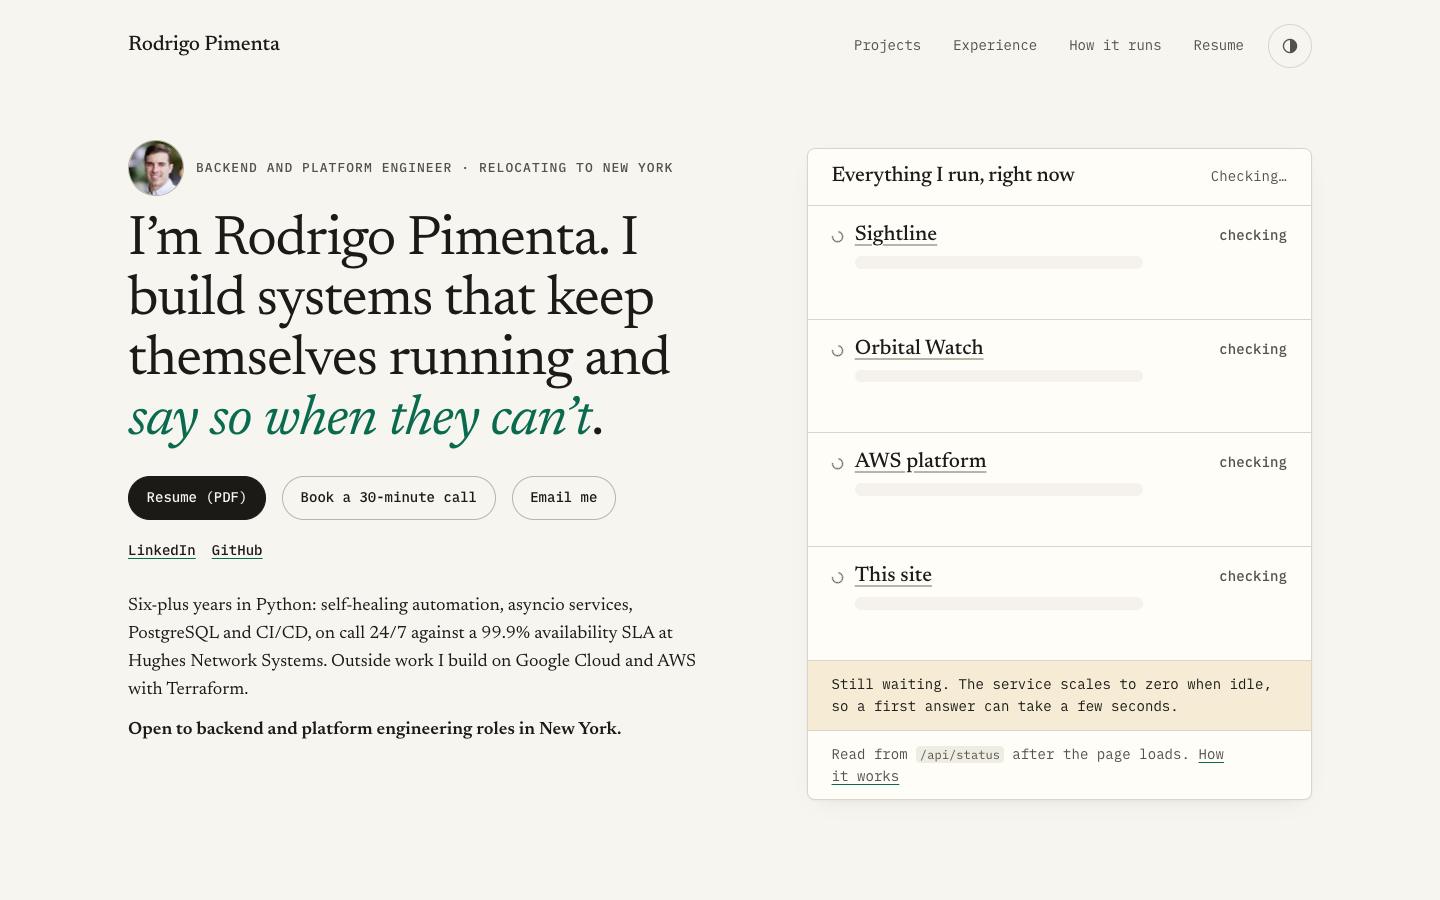 Rodrigo Pimenta
Projects
Experience
How it runs
Resume
BACKEND AND PLATFORM ENGINEER · RELOCATING TO NEW YORK
I’m Rodrigo Pimenta. I
build systems that keep
themselves running and
say so when they can’t.
Resume (PDF)
Book a 30-minute call
Email me
LinkedIn
GitHub
Six-plus years in Python: self-healing automation, asyncio services,
PostgreSQL and CI/CD, on call 24/7 against a 99.9% availability SLA at
Hughes Network Systems. Outside work I build on Google Cloud and AWS
with Terraform.
Open to backend and platform engineering roles in New York.
Everything I run, right now
Checking…
Sightline
checking
Orbital Watch
checking
AWS platform
checking
This site
checking
Still waiting. The service scales to zero when idle,
so a first answer can take a few seconds.
Read from /api/status after the page loads. How
it works